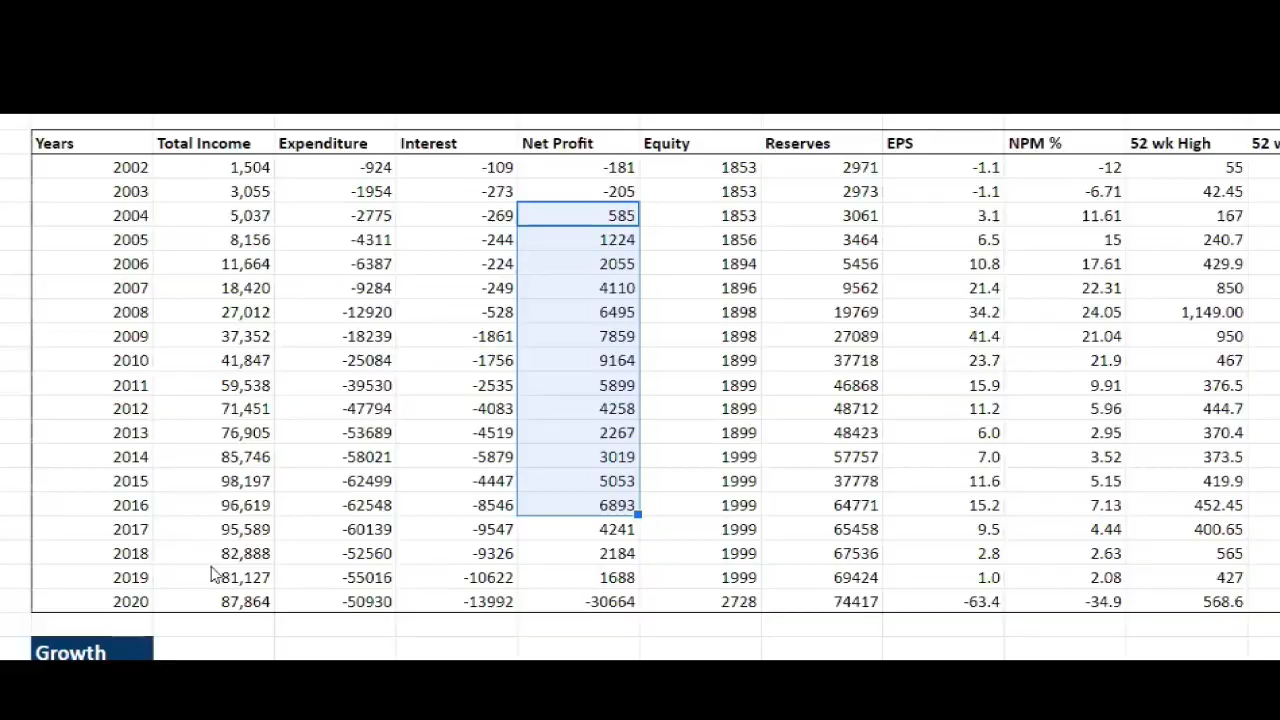 Years Total Income Expenditure Interest Net Profit Equity Reserves EPS NPM % 52 wk High 52 w
2002 1,504 -924 -109 -181 1853 2971 -1.1 -12 55
2003 3,055 -1954 -273 -205 1853 2973 -1.1 -6.71 42.45
2004 5,037 -2775 -269 585 1853 3061 3.1 11.61 167
2005 8,156 -4311 -244 1224 1856 3464 6.5 15 240.7
2006 11,664 -6387 -224 2055 1894 5456 10.8 17.61 429.9
2007 18,420 -9284 -249 4110 1896 9562 21.4 22.31 850
2008 27,012 -12920 -528 6495 1898 19769 34.2 24.05 1,149.00
2009 37,352 -18239 -1861 7859 1898 27089 41.4 21.04 950
2010 41,847 -25084 -1756 9164 1899 37718 23.7 21.9 467
2011 59,538 -39530 -2535 5899 1899 46868 15.9 9.91 376.5
2012 71,451 -47794 -4083 4258 1899 48712 11.2 5.96 444.7
2013 76,905 -53689 -4519 2267 1899 48423 6.0 2.95 370.4
2014 85,746 -58021 -5879 3019 1999 57757 7.0 3.52 373.5
2015 98,197 -62499 -4447 5053 1999 37778 11.6 5.15 419.9
2016 96,619 -62548 -8546 6893 1999 64771 15.2 7.13 452.45
2017 95,589 -60139 -9547 4241 1999 65458 9.5 4.44 400.65
2018 82,888 -52560 -9326 2184 1999 67536 2.8 2.63 565
2019 81,127 -55016 -10622 1688 1999 69424 1.0 2.08 427
2020 87,864 -50930 -13992 -30664 2728 74417 -63.4 -34.9 568.6
Growth